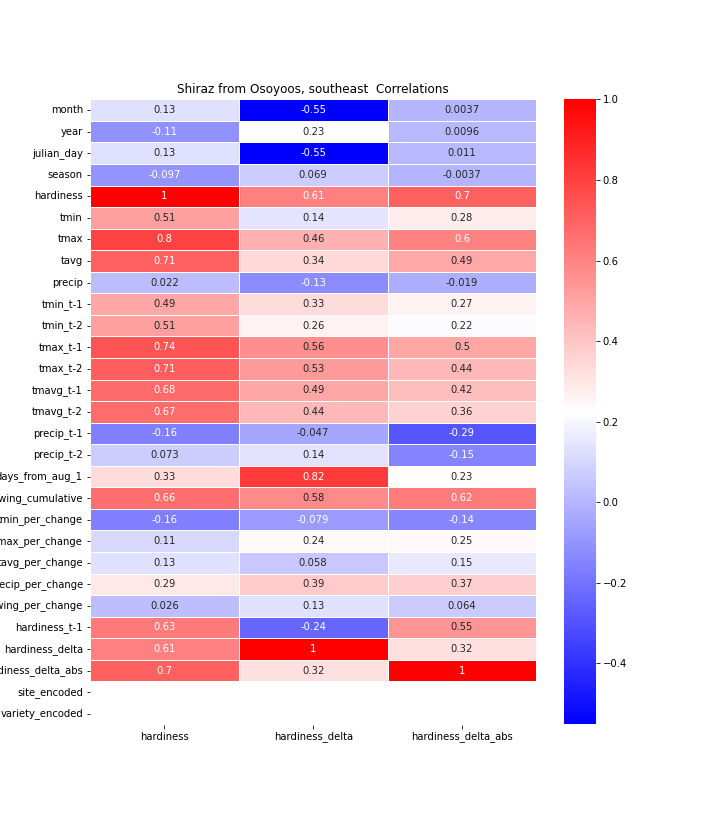 Shiraz from Osoyoos, southeast  Correlations
month 0.13 -0.55 0.0037
year -0.11 0.23 0.0096
julian_day 0.13 -0.55 0.011
season -0.097 0.069 -0.0037
hardiness 1 0.61 0.7
tmin 0.51 0.14 0.28
tmax 0.8 0.46 0.6
tavg 0.71 0.34 0.49
precip 0.022 -0.13 -0.019
tmin_t-1 0.49 0.33 0.27
tmin_t-2 0.51 0.26 0.22
tmax_t-1 0.74 0.56 0.5
tmax_t-2 0.71 0.53 0.44
tmavg_t-1 0.68 0.49 0.42
tmavg_t-2 0.67 0.44 0.36
precip_t-1 -0.16 -0.047 -0.29
precip_t-2 0.073 0.14 -0.15
days_from_aug_1 0.33 0.82 0.23
wing_cumulative 0.66 0.58 0.62
tmin_per_change -0.16 -0.079 -0.14
max_per_change 0.11 0.24 0.25
tavg_per_change 0.13 0.058 0.15
ecip_per_change 0.29 0.39 0.37
wing_per_change 0.026 0.13 0.064
hardiness_t-1 0.63 -0.24 0.55
hardiness_delta 0.61 1 0.32
diness_delta_abs 0.7 0.32 1
site_encoded
variety_encoded
hardiness hardiness_delta hardiness_delta_abs
1.0
0.8
0.6
0.4
0.2
0.0
−0.2
−0.4